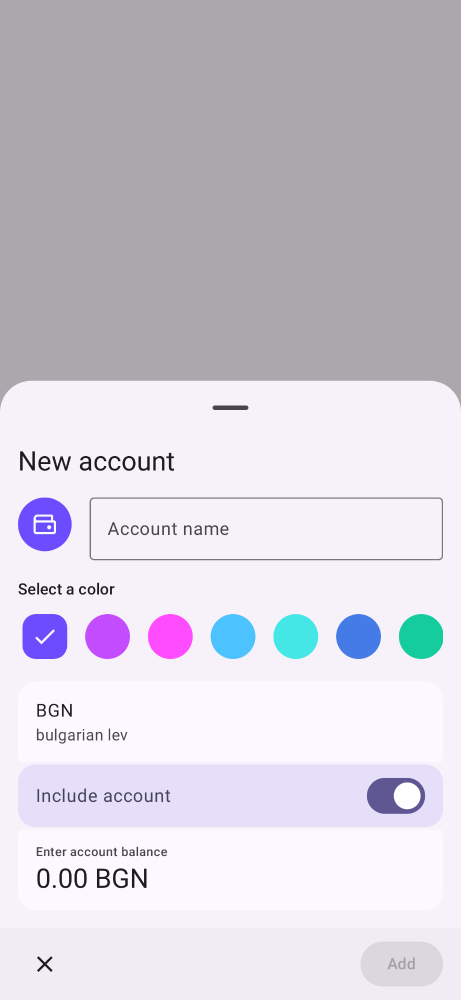 New account
Account name
Select a color
BGN
bulgarian lev
Include account
Enter account balance
0.00 BGN
Add